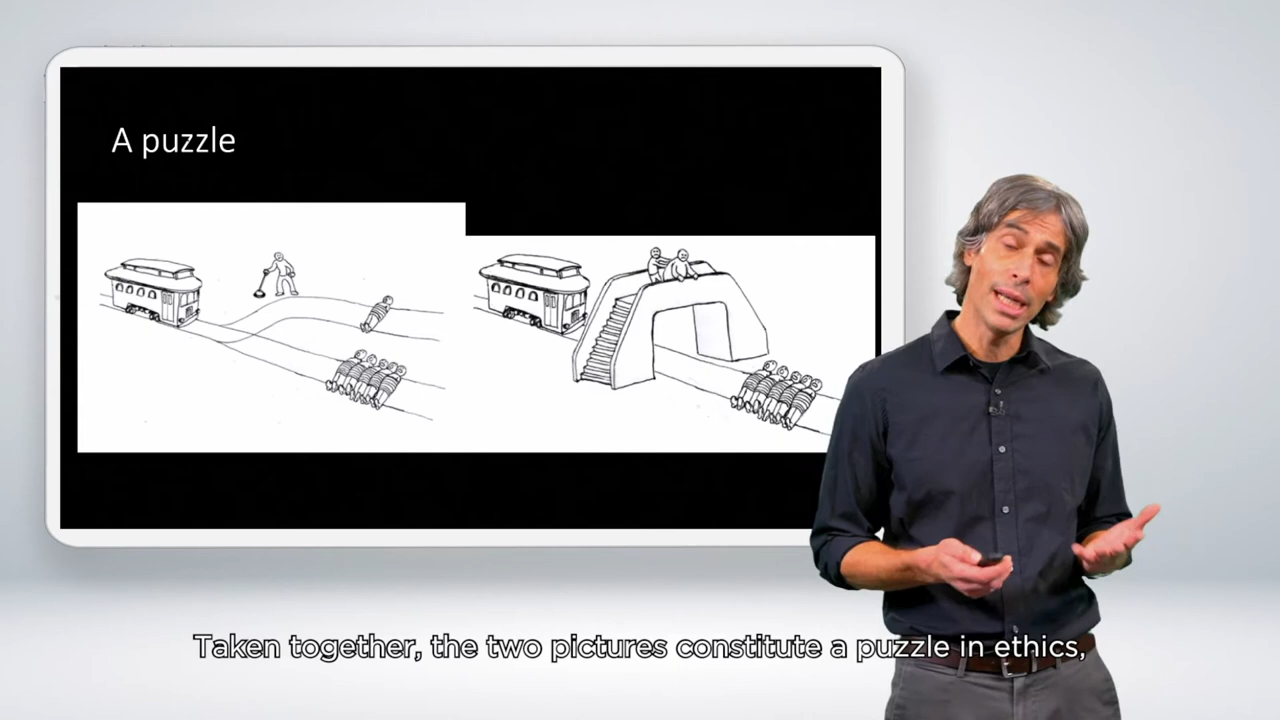 A puzzle
Taken together, the two pictures constitute a puzzle in ethics,